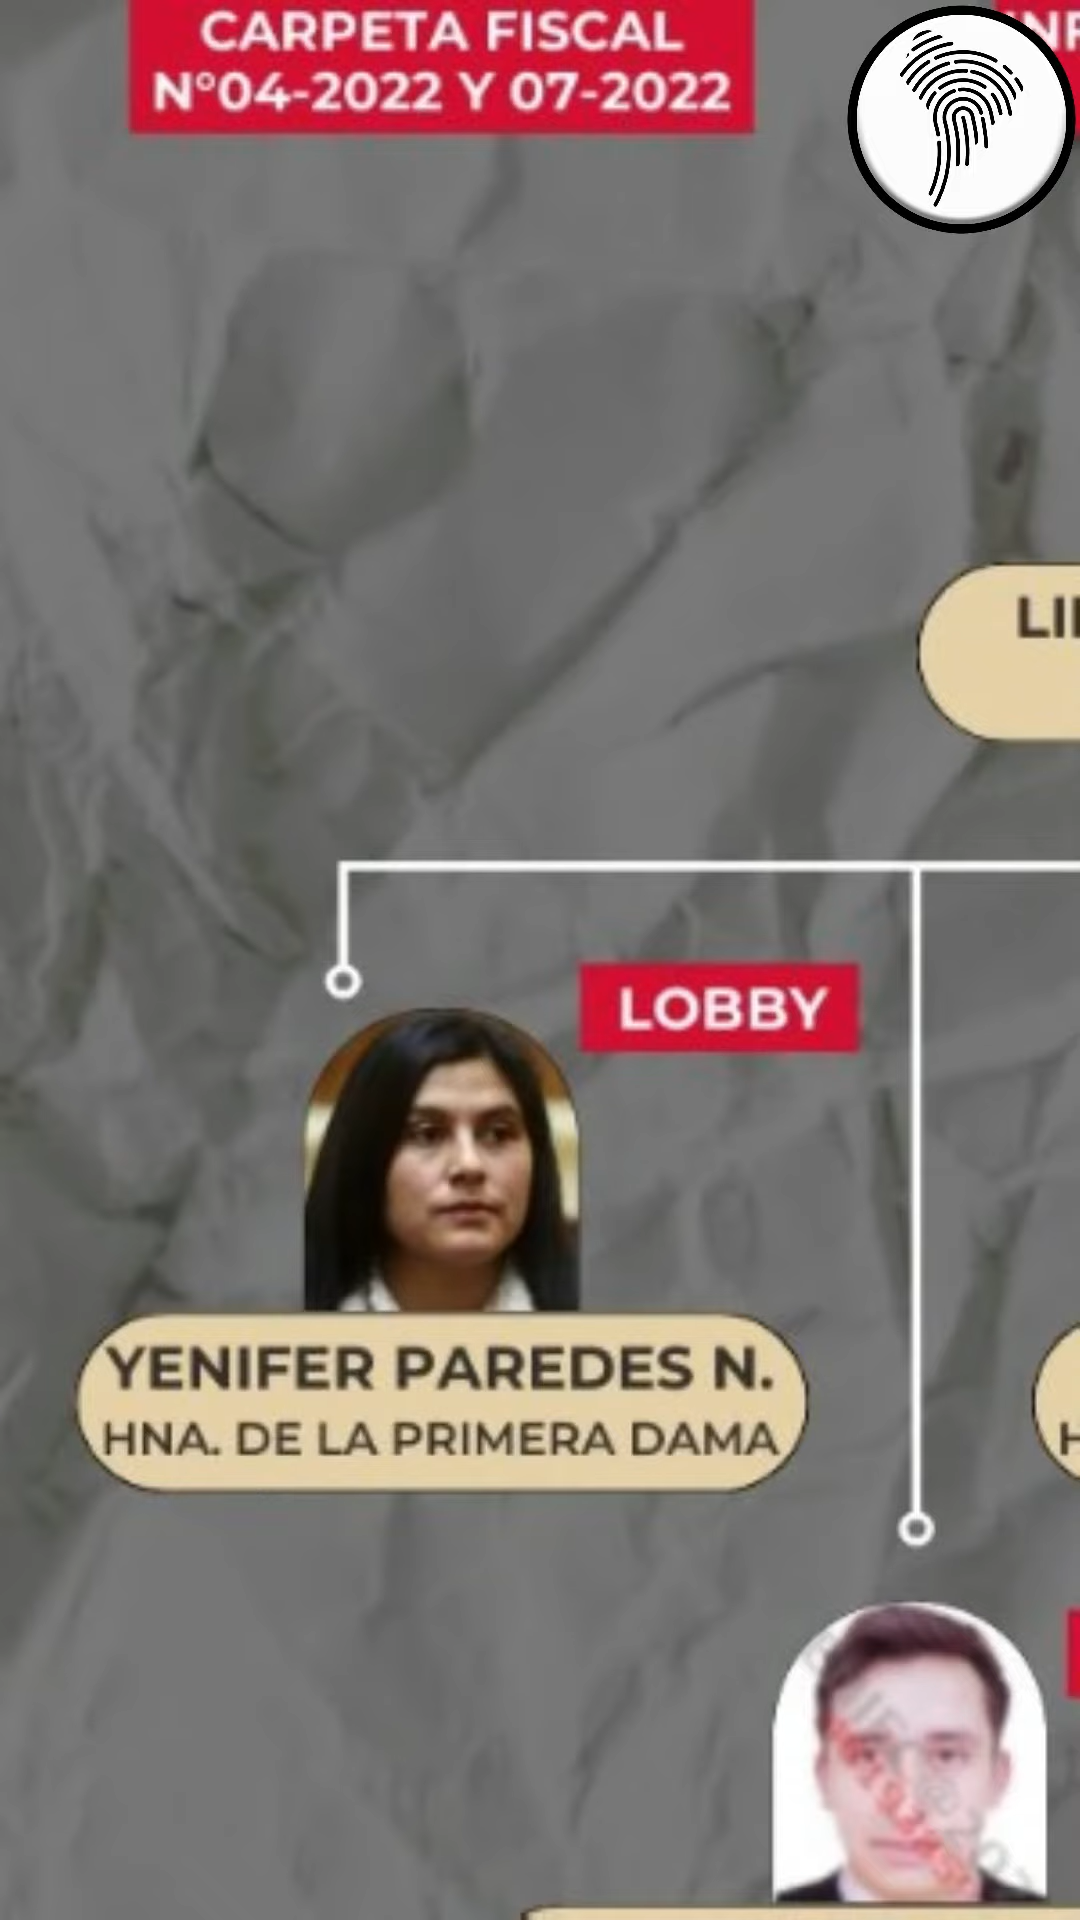 CARPETA FISCAL
N°04-2022 Y 07-2022
LOBBY
YENIFER PAREDES N.
HNA. DE LA PRIMERA DAMA